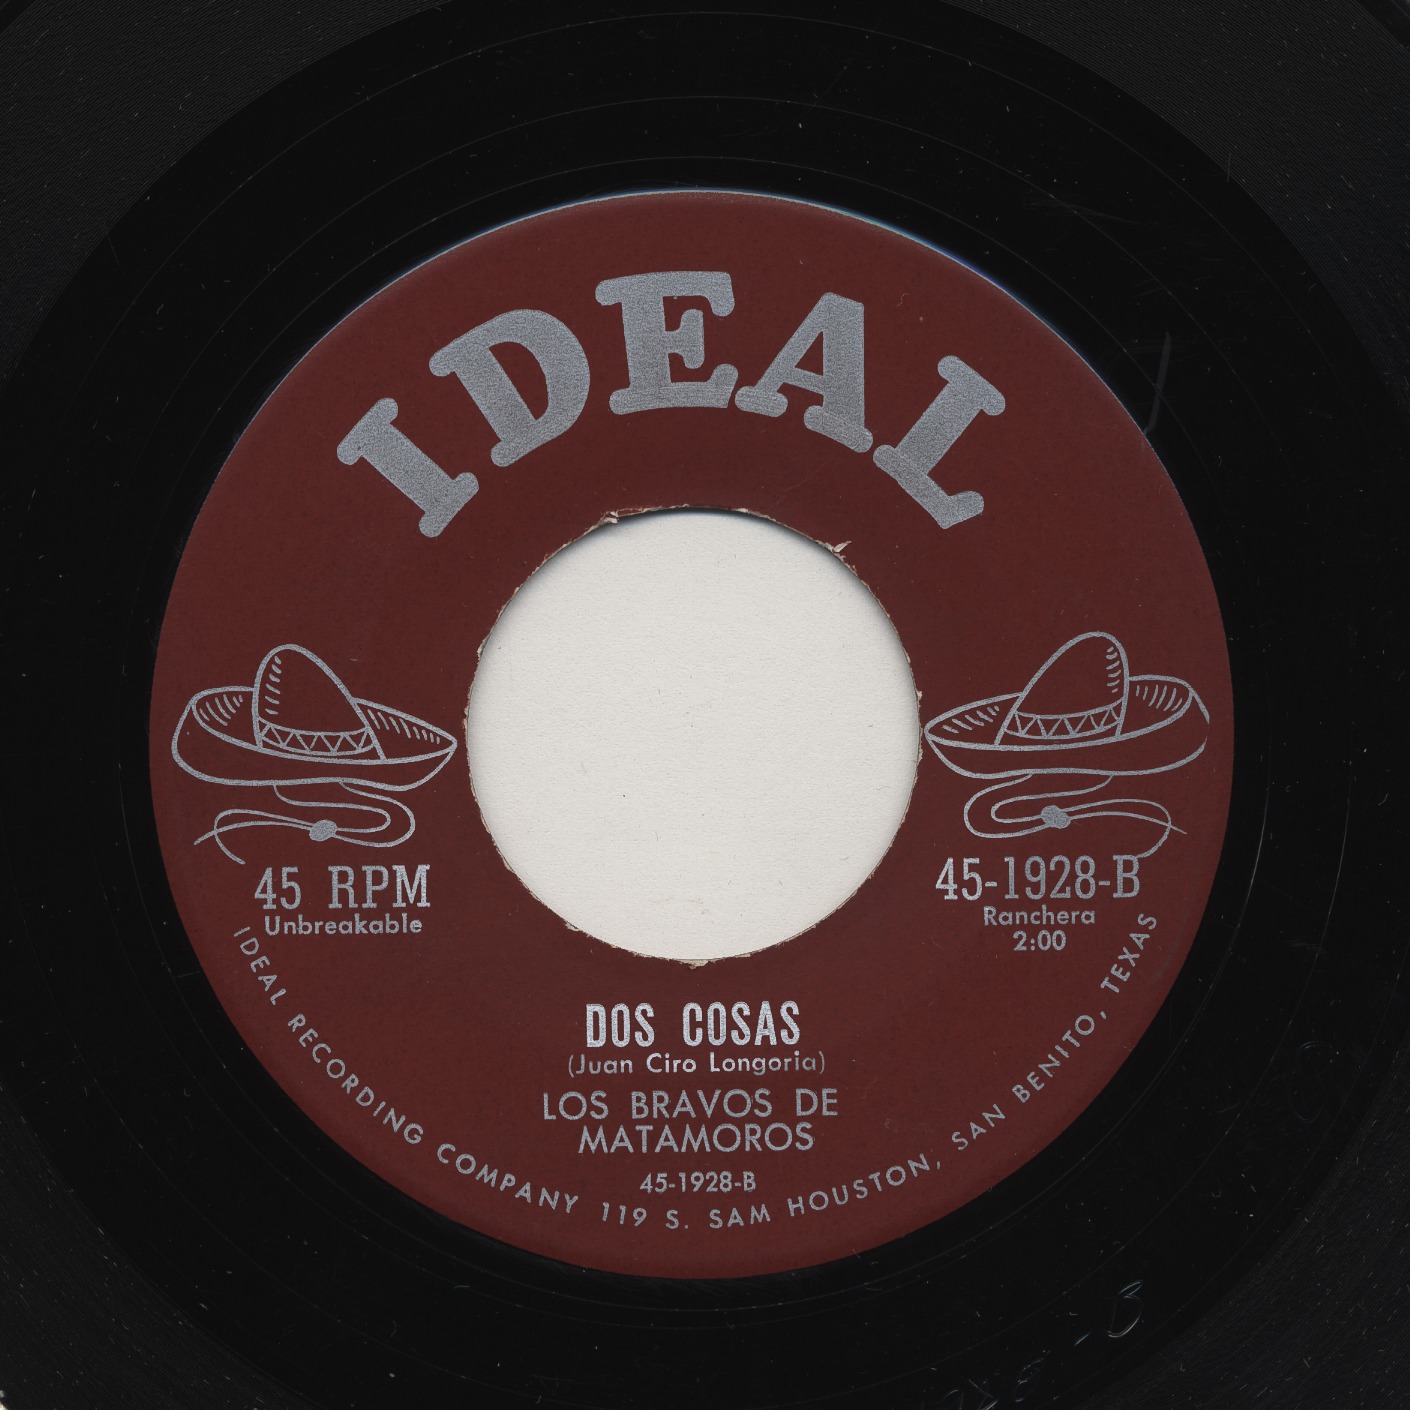 IDEAL
45 RPM
Unbreakable
45-1928-B
Ranchera
2:00
DOS COSAS
(Juan Ciro Longoria)
LOS BRAVOS DE
MATAMOROS
45-1928-B
IDEAL RECORDING COMPANY 119 S. SAM HOUSTON, SAN BENITO, TEXAS